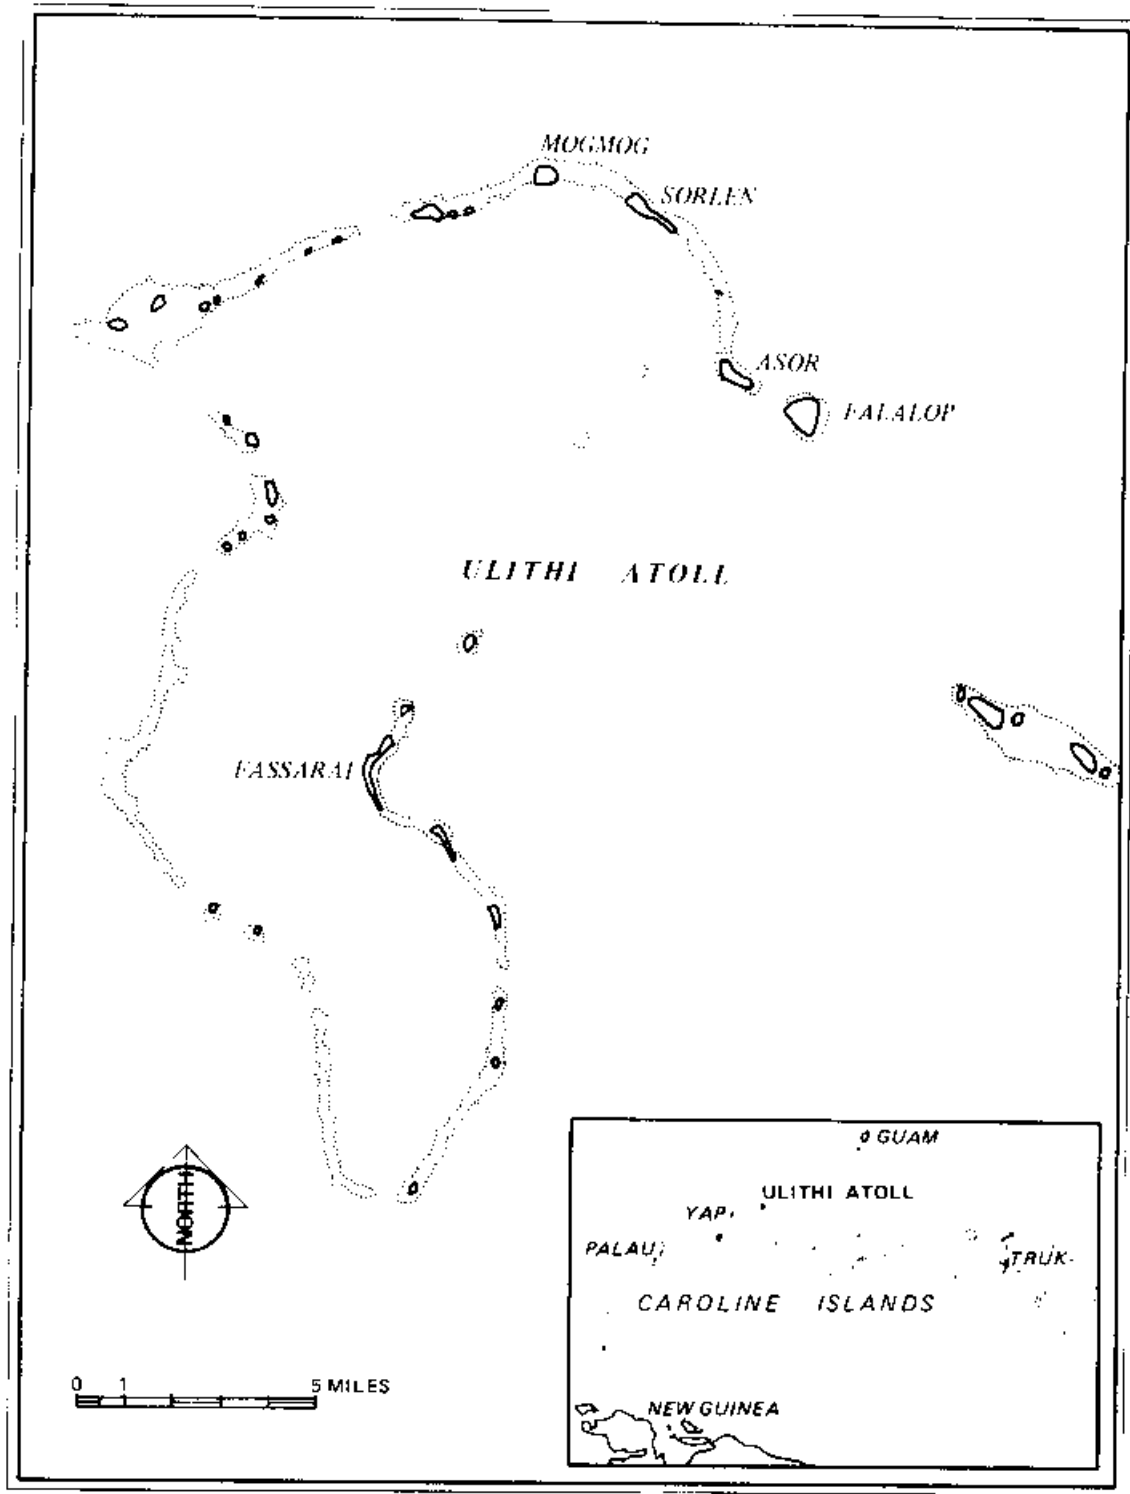 MOGMOG
SORLEN
ASOR
FALALOP
ULITHI ATOLL
FASSARAI
NORTH
0 1 5 MILES
GUAM
ULITHI ATOLL
YAP
PALAU
TRUK
CAROLINE ISLANDS
NEW GUINEA